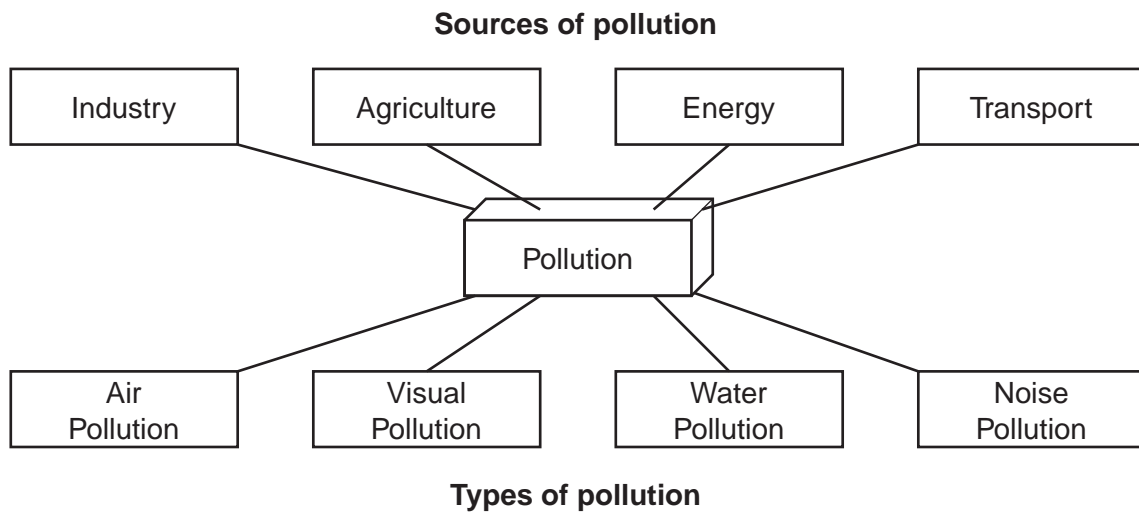 Sources of pollution
Industry
Agriculture
Energy
Transport
Pollution
Air
Pollution
Visual
Pollution
Water
Pollution
Noise
Pollution
Types of pollution